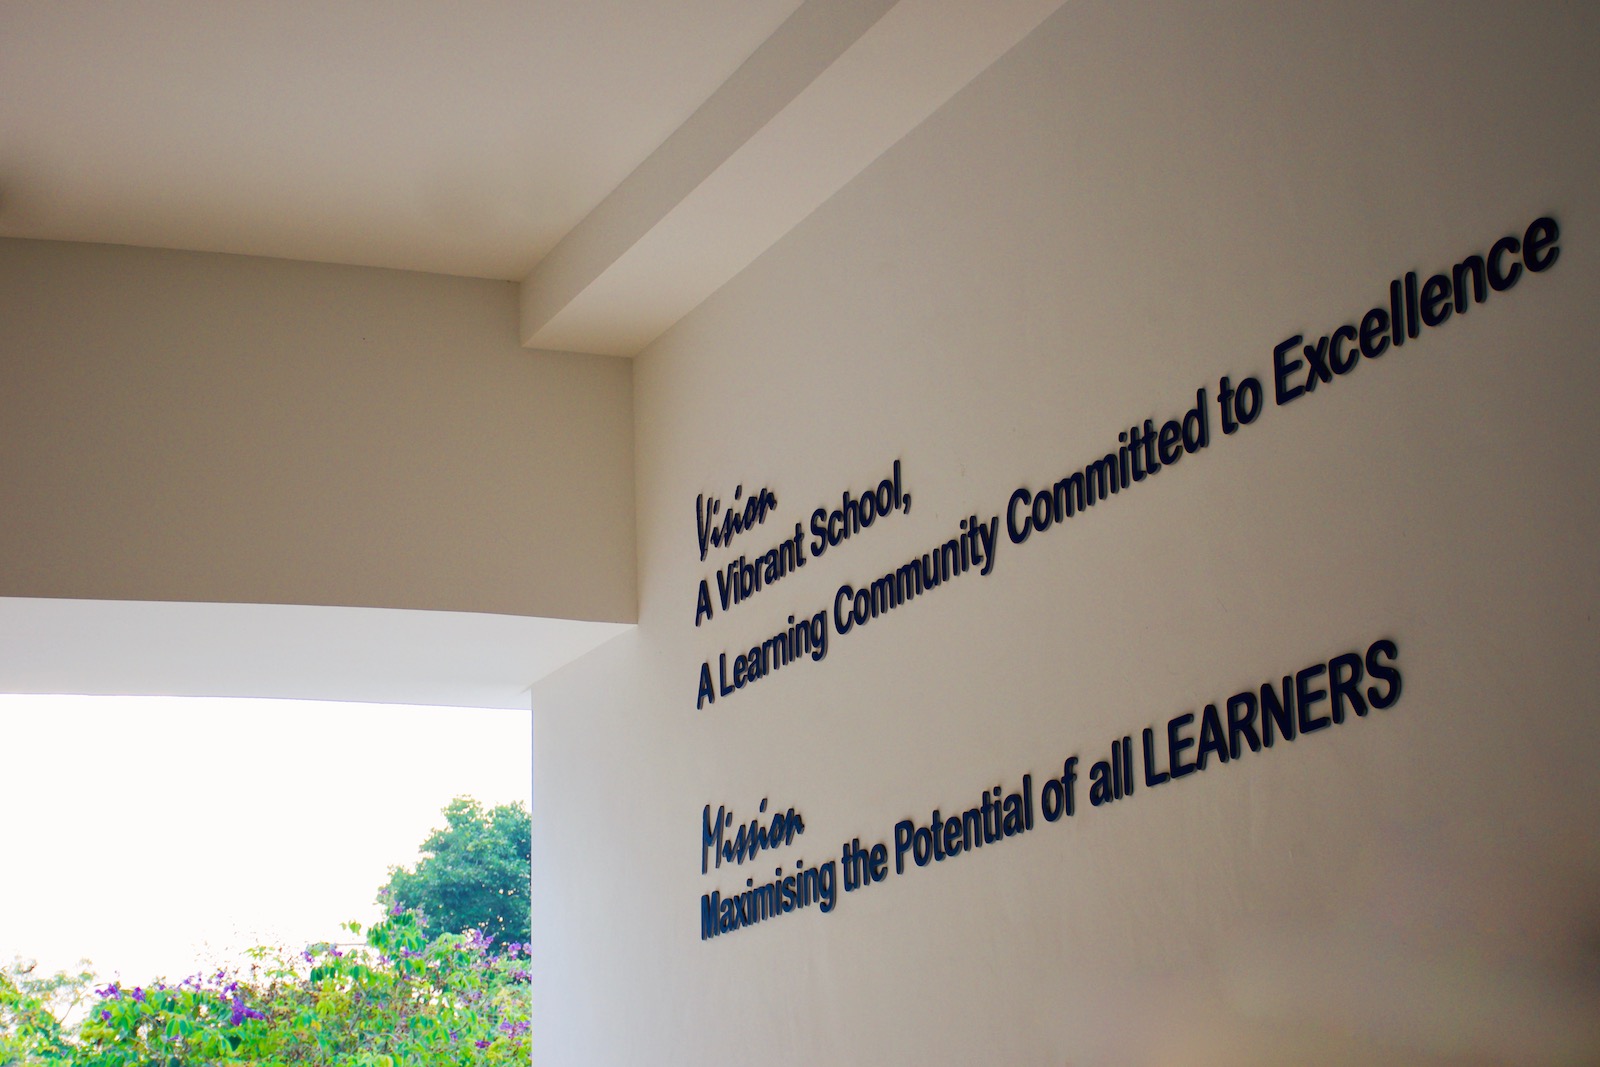 Vision
A Vibrant School,
A Learning Community Committed to Excellence
Mission
Maximising the Potential of all LEARNERS